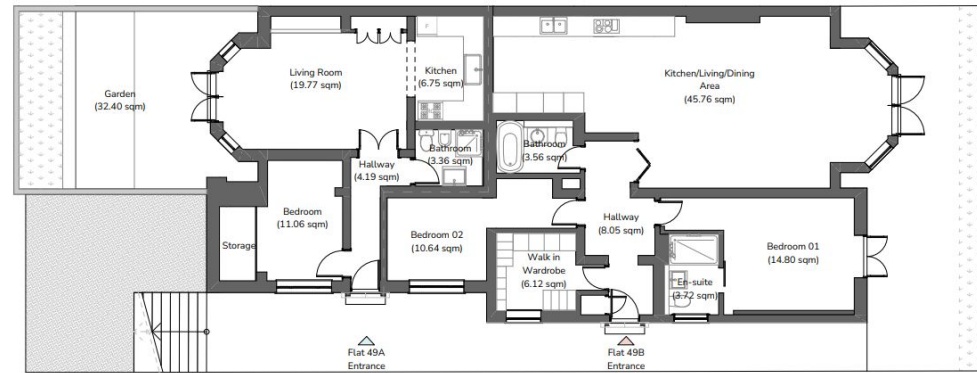 Garden
(32.40 sqm)
Living Room
(19.77 sqm)
Kitchen
(6.75 sqm)
Kitchen/Living/Dining
Area
(45.76 sqm)
Bathroom
(3.36 sqm)
Bathroom
(3.56 sqm)
Hallway
(4.19 sqm)
Bedroom
(11.06 sqm)
Storage
Bedroom 02
(10.64 sqm)
Hallway
(8.05 sqm)
Walk in
Wardrobe
(6.12 sqm)
En-suite
(3.72 sqm)
Bedroom 01
(14.80 sqm)
Flat 49A
Entrance
Flat 49B
Entrance